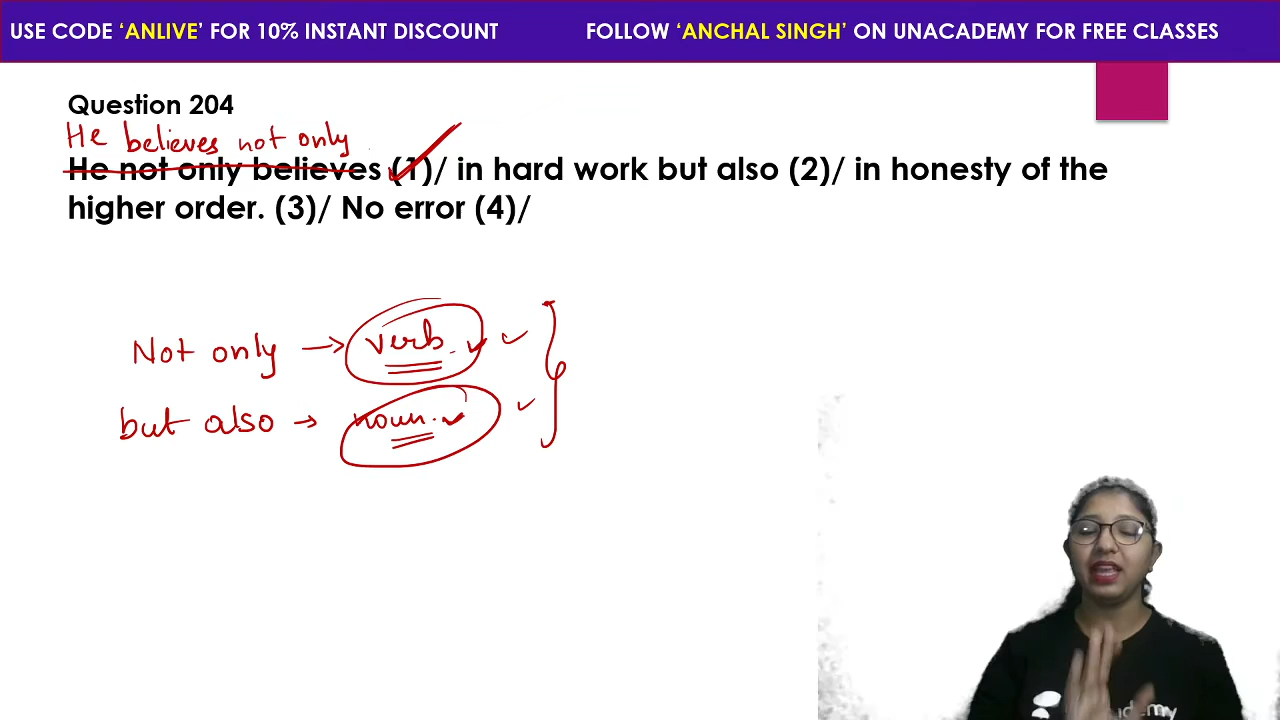 USE CODE ‘ANLIVE’ FOR 10% INSTANT DISCOUNT
FOLLOW ‘ANCHAL SINGH’ ON UNACADEMY FOR FREE CLASSES
Question 204
He believes not only
He not only believes (1)/ in hard work but also (2)/ in honesty of the
higher order. (3)/ No error (4)/
Not only → verb.
but also → noun.